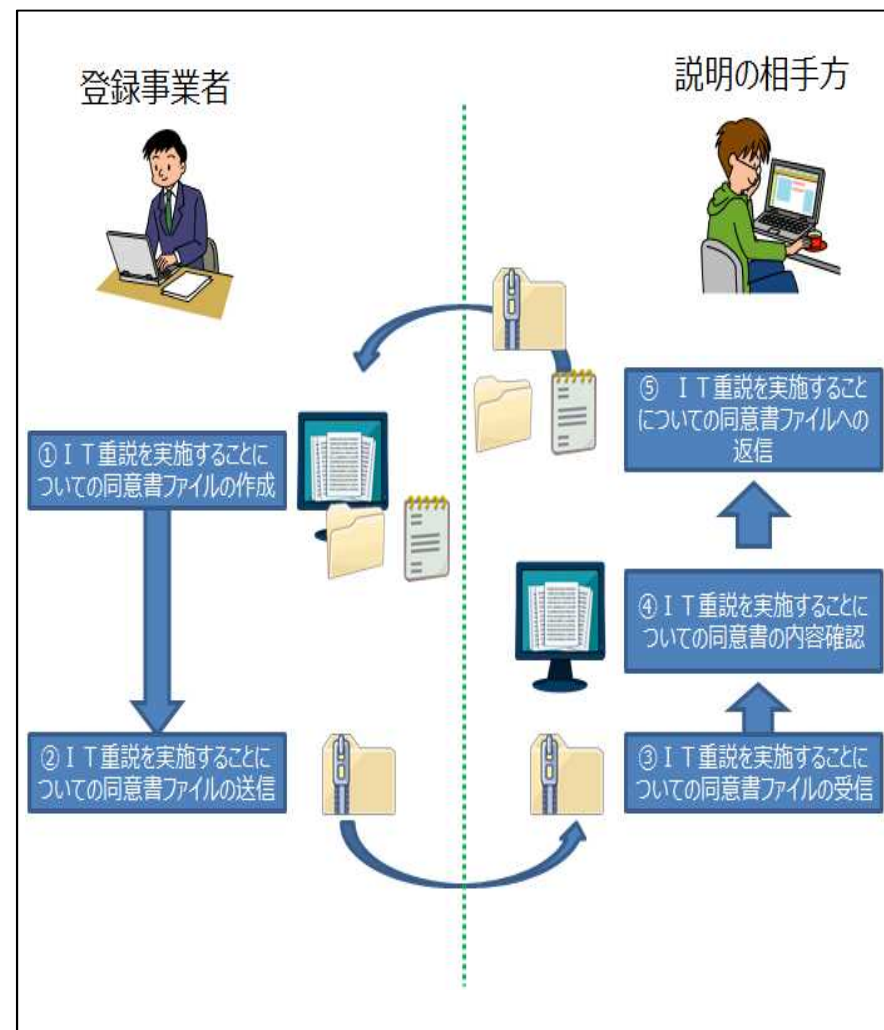 登録事業者
説明の相手方
①ＩＴ重説を実施することに
ついての同意書ファイルの作成
②ＩＴ重説を実施することに
ついての同意書ファイルの送信
③ＩＴ重説を実施することに
ついての同意書ファイルの受信
④ＩＴ重説を実施することに
ついての同意書の内容確認
⑤　ＩＴ重説を実施すること
についての同意書ファイルへの
返信